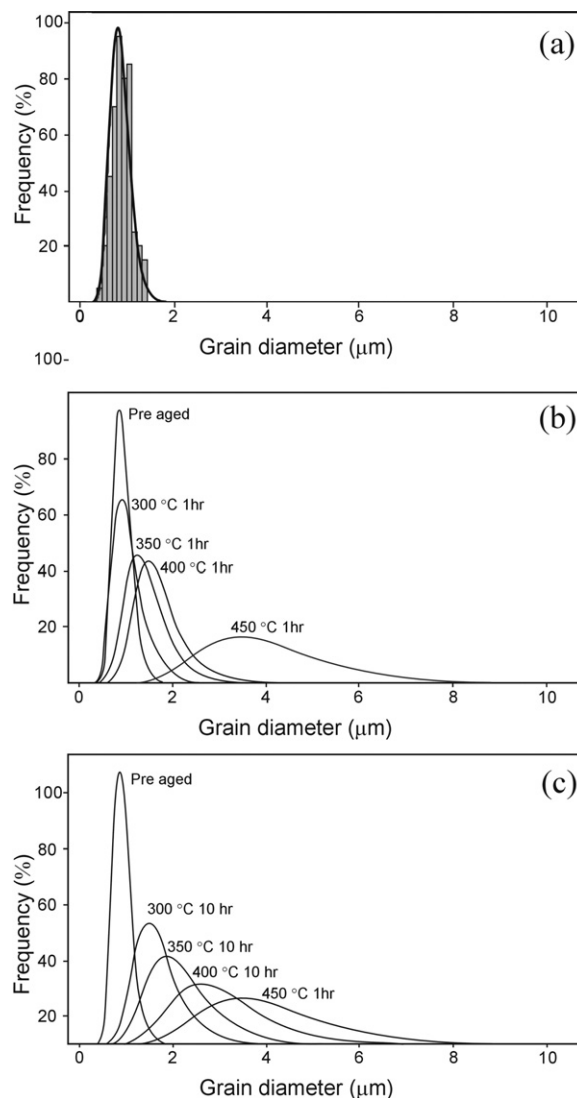 (a)
100
80
60
40
20
Frequency (%)
0 2 4 6 8 10
Grain diameter (μm)
100-
(b)
80
60
40
20
Frequency (%)
Pre aged
300 °C 1hr
350 °C 1hr
400 °C 1hr
450 °C 1hr
0 2 4 6 8 10
Grain diameter (μm)
(c)
100
80
60
40
20
Frequency (%)
Pre aged
300 °C 10 hr
350 °C 10 hr
400 °C 10 hr
450 °C 1hr
0 2 4 6 8 10
Grain diameter (μm)